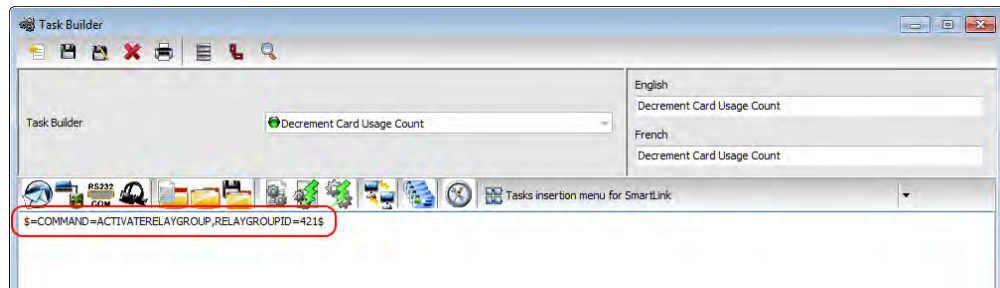 Task Builder
English
Decrement Card Usage Count
Task Builder
Decrement Card Usage Count
French
Decrement Card Usage Count
RS232
COM
Tasks insertion menu for SmartLink
$=COMMAND=ACTIVATERELAYGROUP,RELAYGROUPID=421$